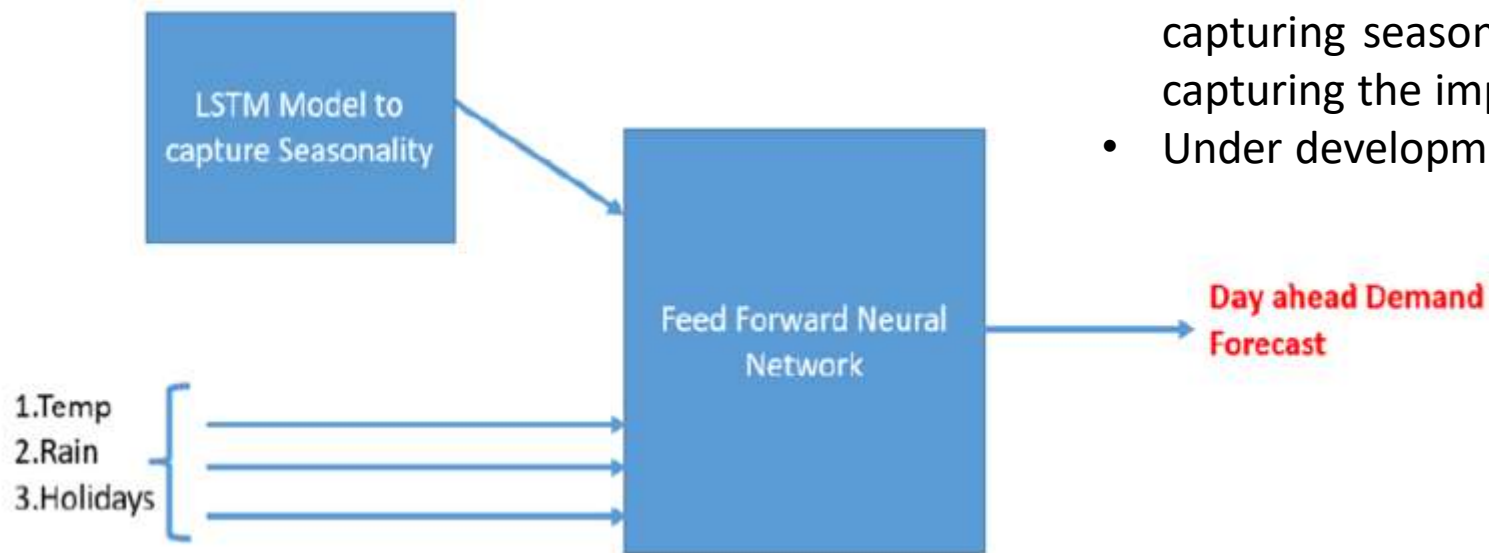 capturing season
capturing the imp
• Under developm
LSTM Model to
capture Seasonality
Feed Forward Neural
Network
Day ahead Demand
Forecast
1.Temp
2.Rain
3.Holidays